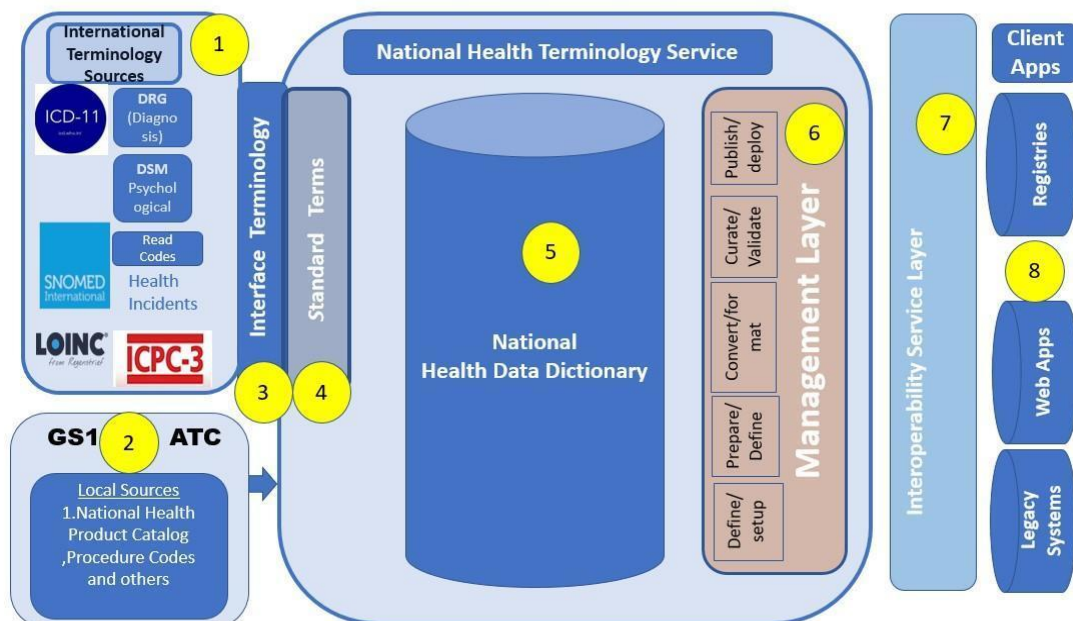 International
Terminology
Sources
1
ICD-11
DRG
(Diagno
sis)
DSM
Psychol
ogical
SNOMED
International
Read
Codes
Health
Incidents
LOINC
from Regenstrief
ICPC-3
Interface Terminology
3
Standard Terms
4
GS1
2
ATC
Local Sources
1.National Health
Product Catalog
,Procedure Codes
and others
National Health Terminology Service
5
National
Health Data Dictionary
Publish/
deploy
Curate/
Validate
Convert/for
mat
Prepare/
Define
Define/
setup
6
Management Layer
7
Interoperability Service Layer
Client
Apps
Registries
8
Web Apps
Legacy
Systems